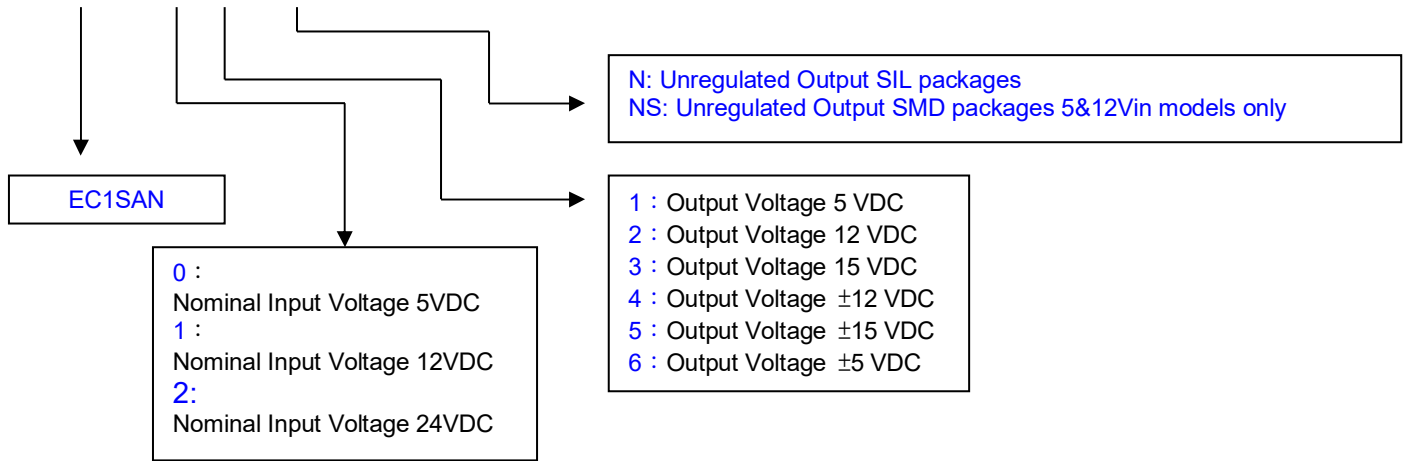 N: Unregulated Output SIL packages
NS: Unregulated Output SMD packages 5&12Vin models only
EC1SAN
1：Output Voltage 5 VDC
2：Output Voltage 12 VDC
3：Output Voltage 15 VDC
4：Output Voltage ±12 VDC
5：Output Voltage ±15 VDC
6：Output Voltage ±5 VDC
0：
Nominal Input Voltage 5VDC
1：
Nominal Input Voltage 12VDC
2:
Nominal Input Voltage 24VDC